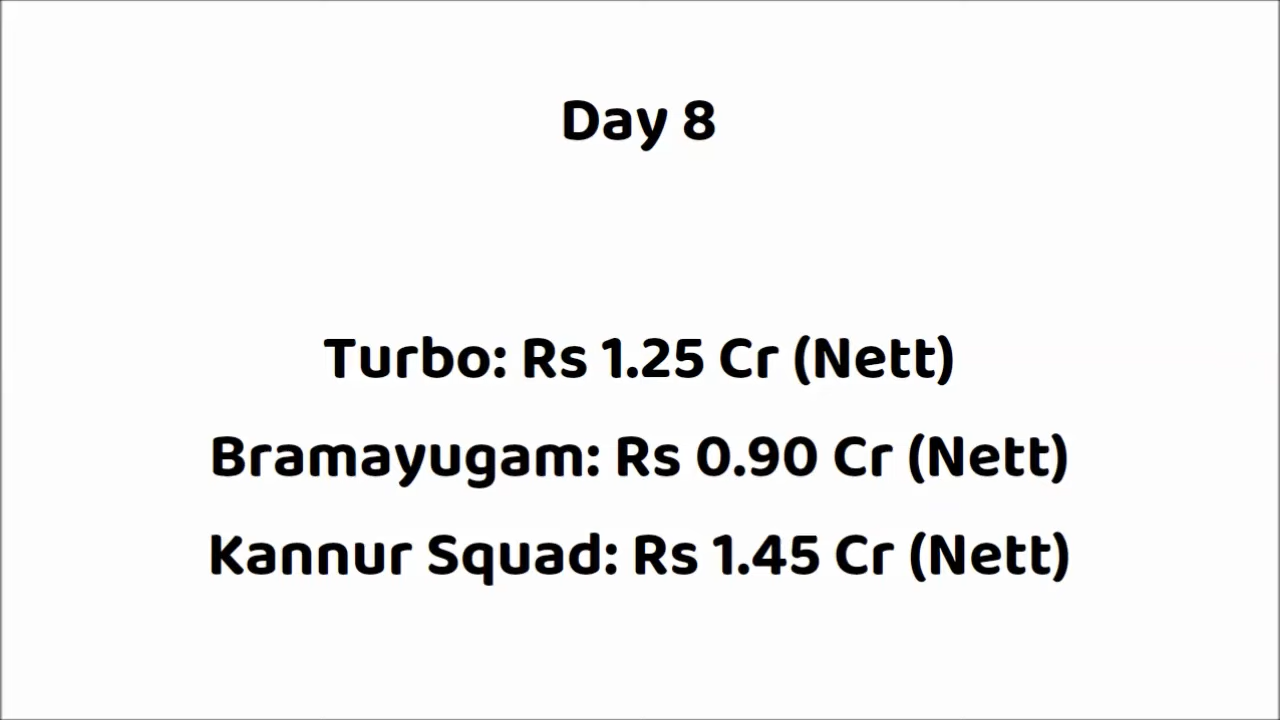 Day 8
Turbo: Rs 1.25 Cr (Nett)
Bramayugam: Rs 0.90 Cr (Nett)
Kannur Squad: Rs 1.45 Cr (Nett)